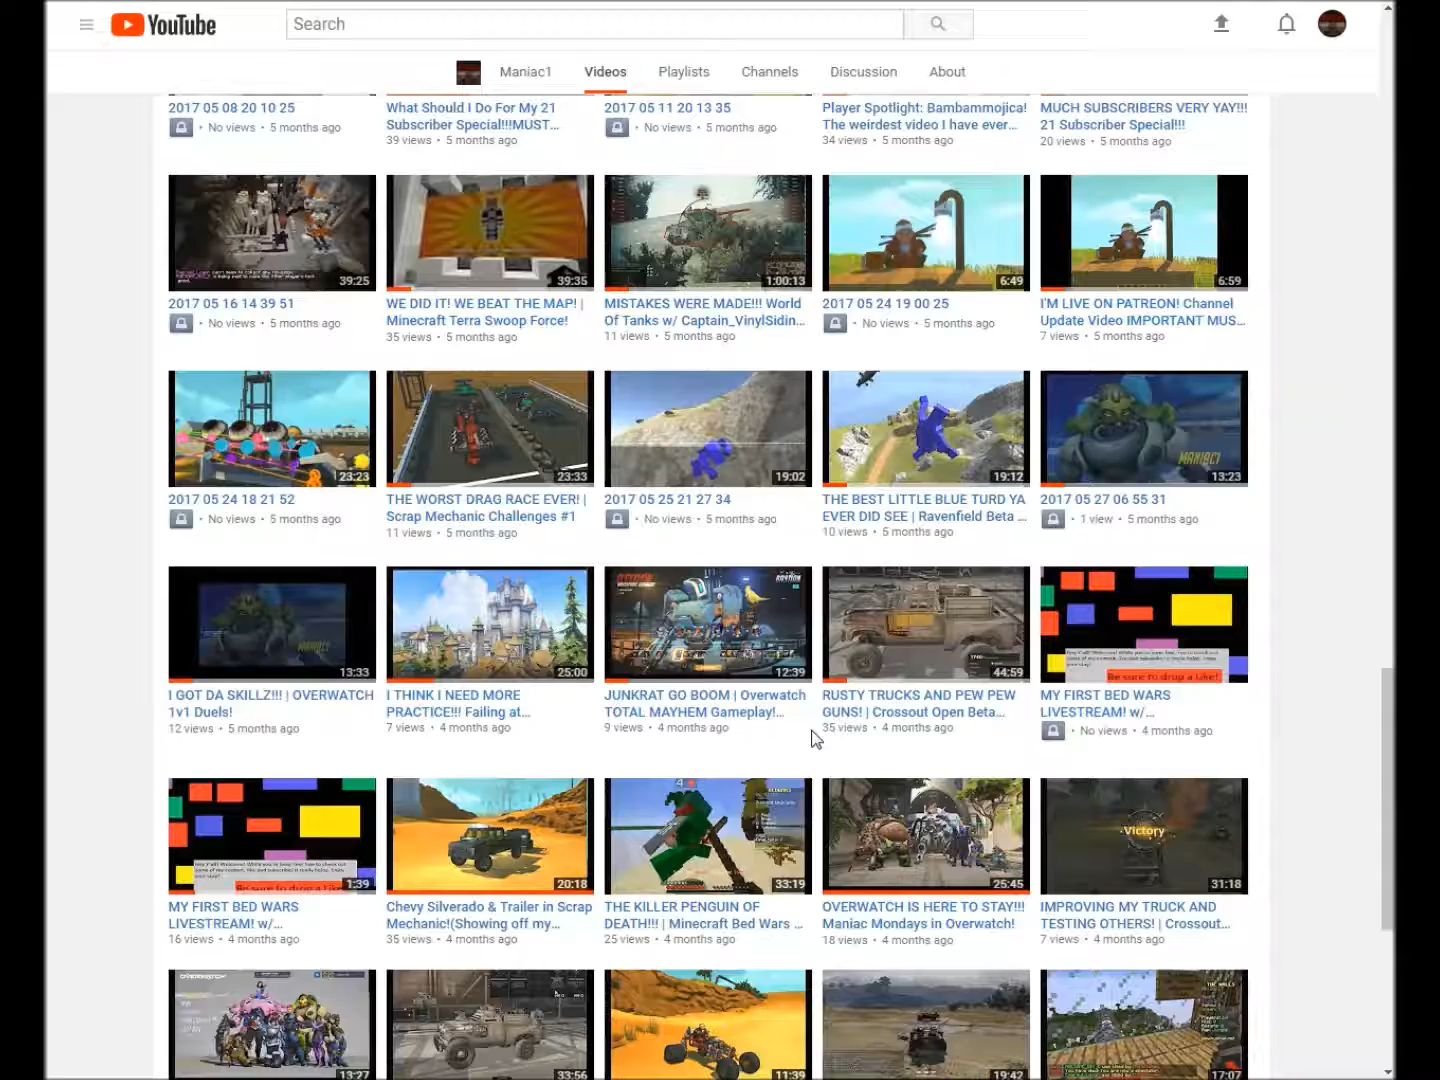 YouTube
Search
Maniac1 Videos Playlists Channels Discussion About
2017 05 08 20 10 25
• No views • 5 months ago
What Should I Do For My 21
Subscriber Special!!!MUST...
39 views • 5 months ago
2017 05 11 20 13 35
• No views • 5 months ago
Player Spotlight: Bambammojica!
The weirdest video I have ever...
34 views • 5 months ago
MUCH SUBSCRIBERS VERY YAY!!!
21 Subscriber Special!!!
20 views • 5 months ago
39:25
2017 05 16 14 39 51
• No views • 5 months ago
39:35
WE DID IT! WE BEAT THE MAP! |
Minecraft Terra Swoop Force!
35 views • 5 months ago
1:00:13
MISTAKES WERE MADE!!! World
Of Tanks w/ Captain_VinylSidin...
11 views • 5 months ago
6:49
2017 05 24 19 00 25
• No views • 5 months ago
6:59
I'M LIVE ON PATREON! Channel
Update Video IMPORTANT MUS...
7 views • 5 months ago
23:23
2017 05 24 18 21 52
• No views • 5 months ago
23:33
THE WORST DRAG RACE EVER! |
Scrap Mechanic Challenges #1
11 views • 5 months ago
19:02
2017 05 25 21 27 34
• No views • 5 months ago
19:12
THE BEST LITTLE BLUE TURD YA
EVER DID SEE | Ravenfield Beta ...
10 views • 5 months ago
MANIAC1
13:23
2017 05 27 06 55 31
• 1 view • 5 months ago
MANIAC1
13:33
I GOT DA SKILLZ!!! | OVERWATCH
1v1 Duels!
12 views • 5 months ago
25:00
I THINK I NEED MORE
PRACTICE!!! Failing at...
7 views • 4 months ago
BASTION
12:39
JUNKRAT GO BOOM | Overwatch
TOTAL MAYHEM Gameplay!...
9 views • 4 months ago
44:59
RUSTY TRUCKS AND PEW PEW
GUNS! | Crossout Open Beta...
35 views • 4 months ago
Be sure to drop a Like!
MY FIRST BED WARS
LIVESTREAM! w/...
• No views • 4 months ago
Be sure to drop a Like!
1:39
MY FIRST BED WARS
LIVESTREAM! w/...
16 views • 4 months ago
20:18
Chevy Silverado & Trailer in Scrap
Mechanic!(Showing off my...
35 views • 4 months ago
33:19
THE KILLER PENGUIN OF
DEATH!!! | Minecraft Bed Wars ...
25 views • 4 months ago
25:45
OVERWATCH IS HERE TO STAY!!!
Maniac Mondays in Overwatch!
18 views • 4 months ago
Victory
31:18
IMPROVING MY TRUCK AND
TESTING OTHERS! | Crossout...
7 views • 4 months ago
OVERWATCH
13:27
33:56
11:39
19:42
THE WALLS
17:07